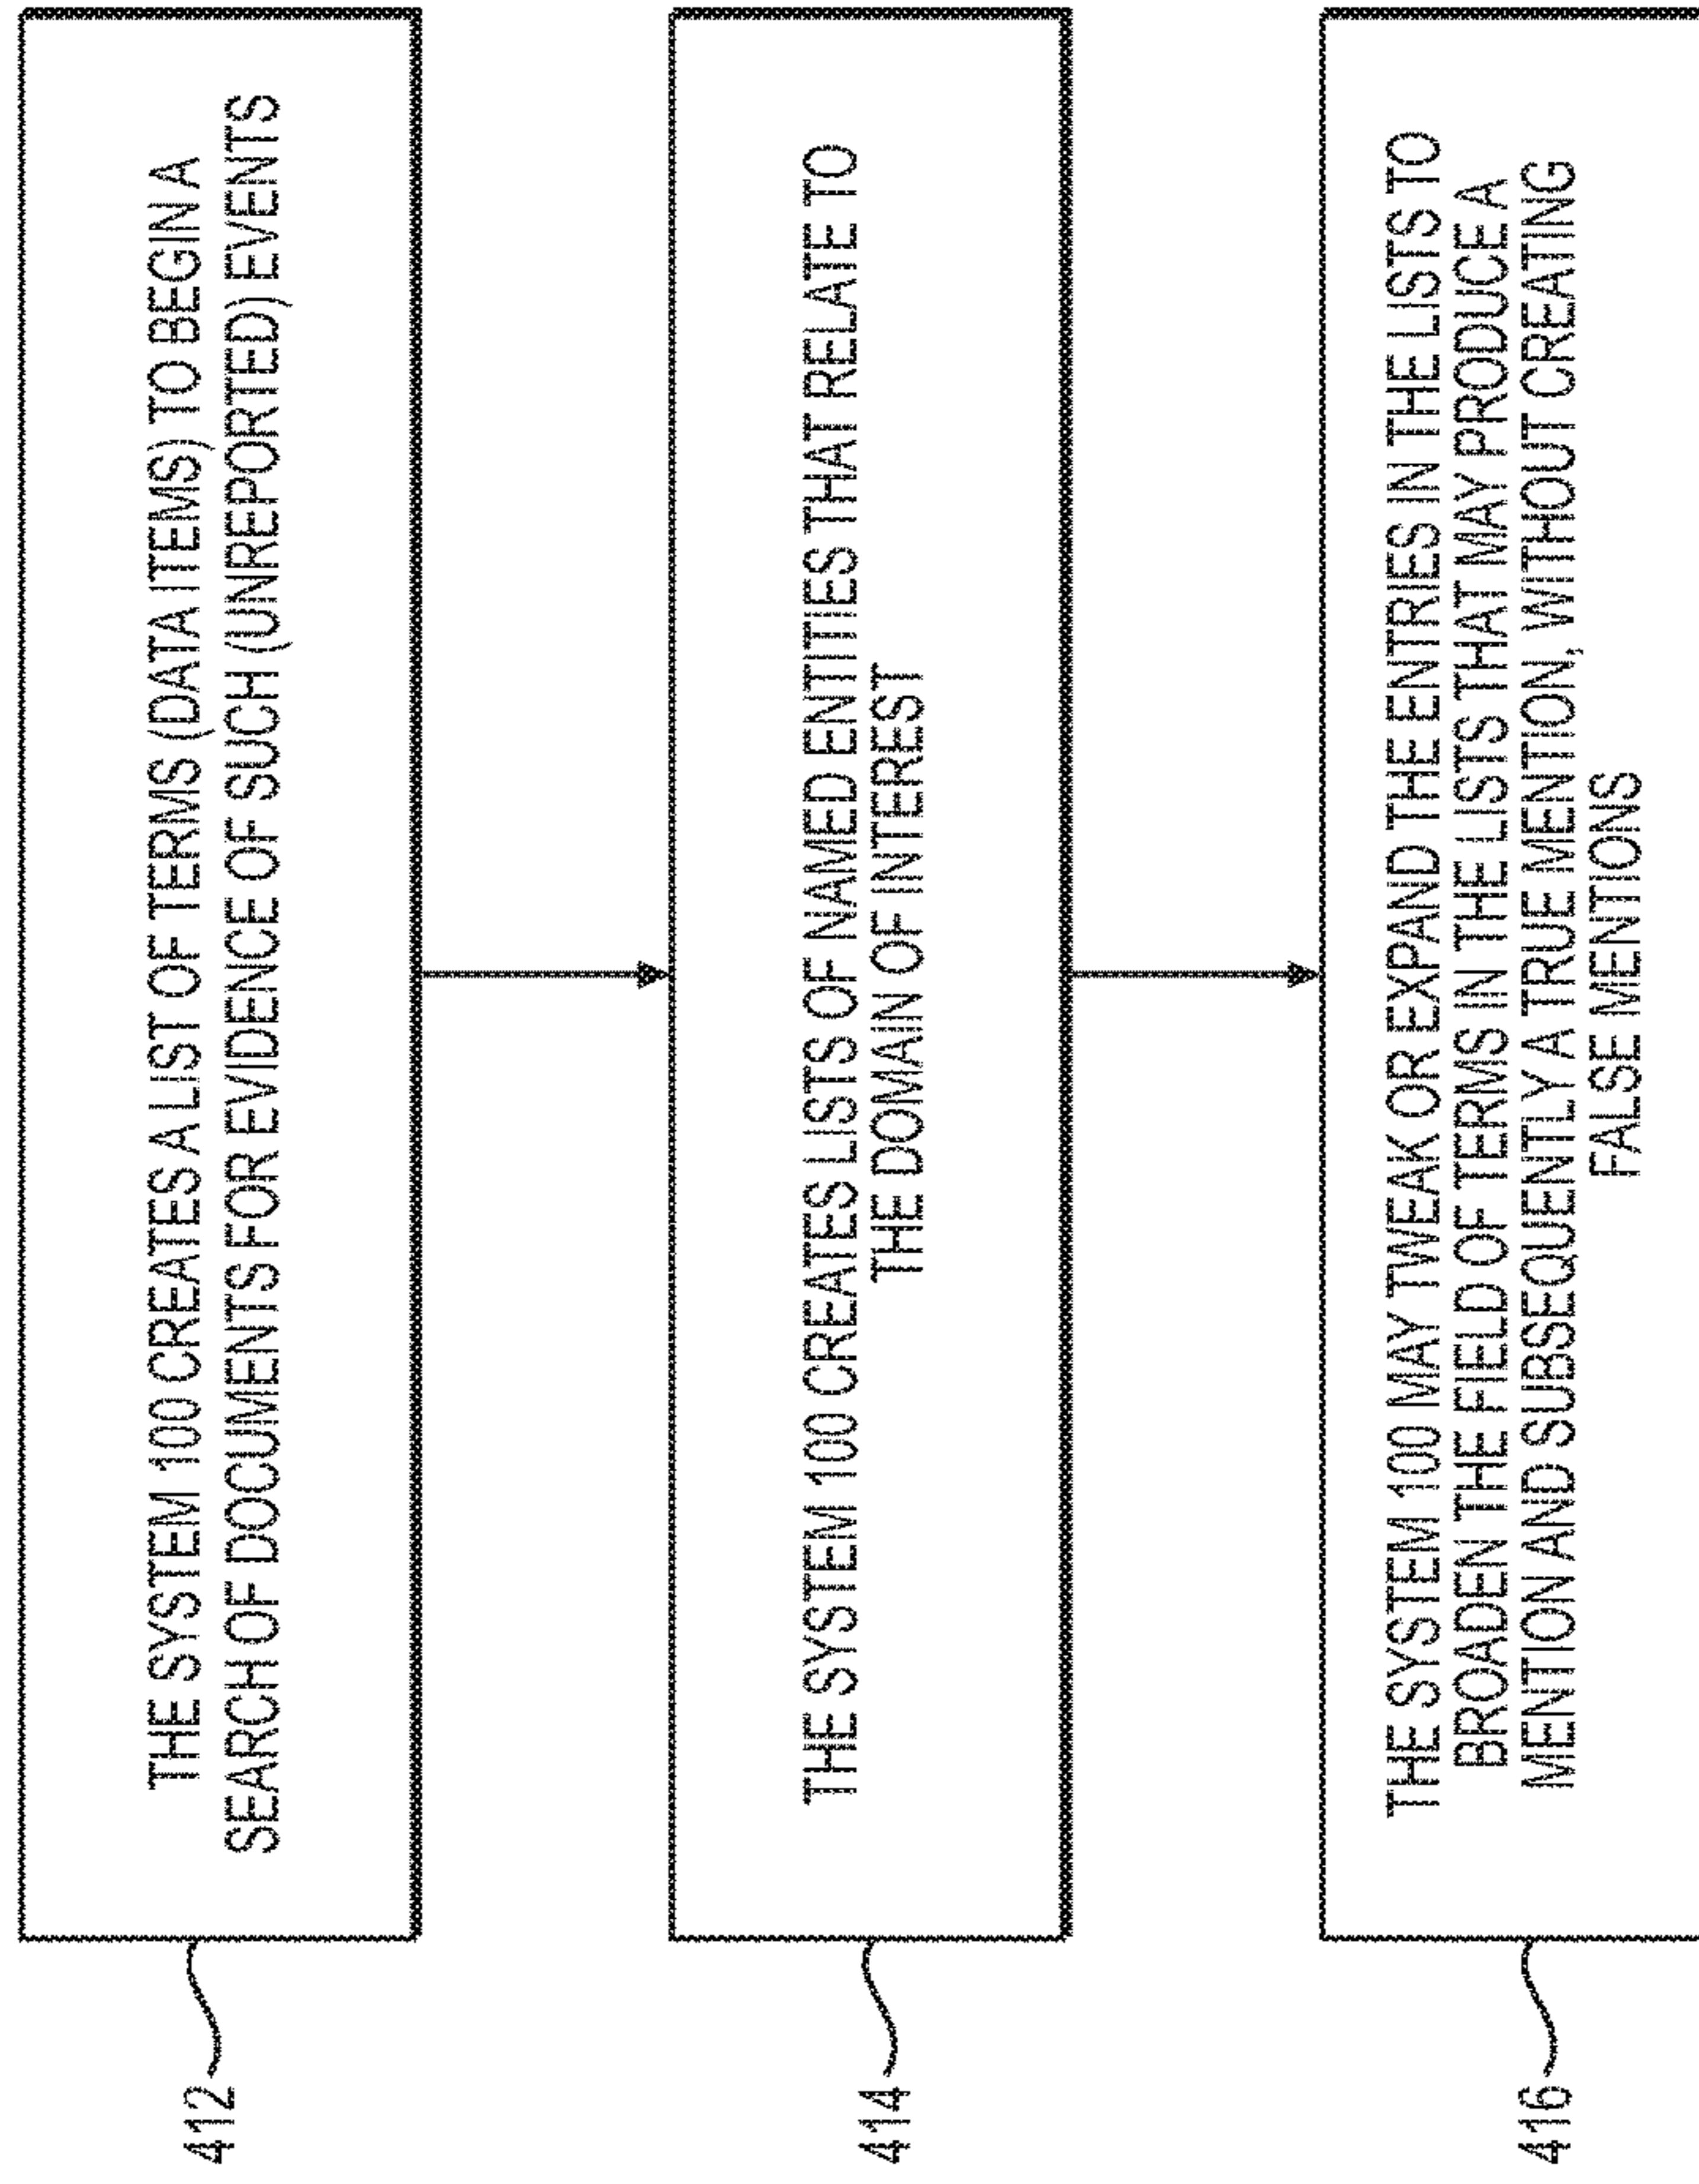 THE SYSTEM 100 CREATES A LIST OF TERMS (DATA ITEMS) TO BEGIN A
SEARCH OF DOCUMENTS FOR EVIDENCE OF SUCH (UNREPORTED) EVENTS
412
THE SYSTEM 100 CREATES LISTS OF NAMED ENTITIES THAT RELATE TO
THE DOMAIN OF INTEREST
414
THE SYSTEM 100 MAY TWEAK OR EXPAND THE ENTRIES IN THE LISTS TO
BROADEN THE FIELD OF TERMS IN THE LISTS THAT MAY PRODUCE A
MENTION AND SUBSEQUENTLY A TRUE MENTION, WITHOUT CREATING
FALSE MENTIONS
416